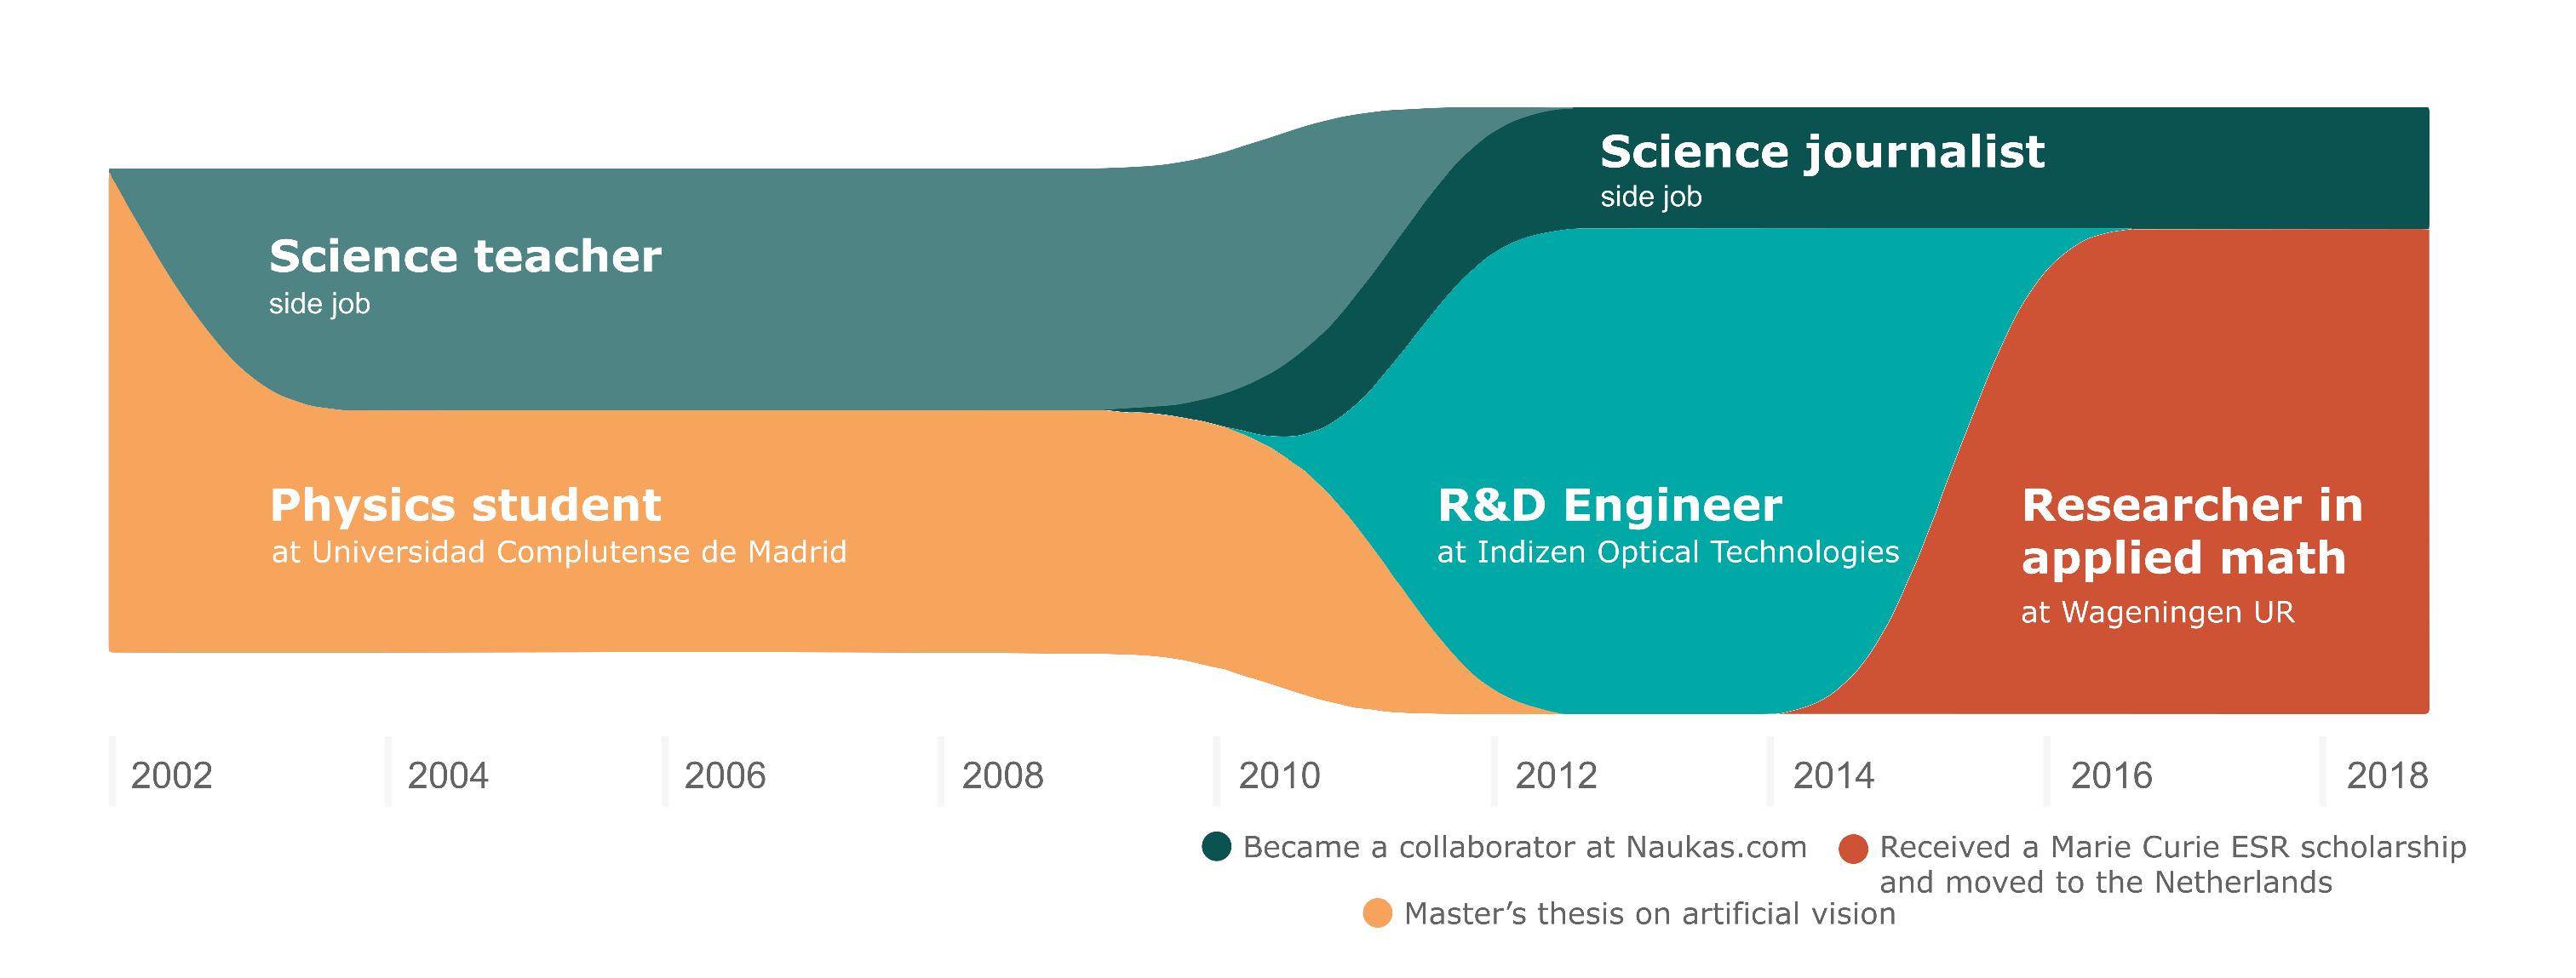 Science journalist
side job
Science teacher
side job
Physics student
at Universidad Complutense de Madrid
R&D Engineer
at Indizen Optical Technologies
Researcher in
applied math
at Wageningen UR
2002
2004
2006
2008
2010
2012
2014
2016
2018
Became a collaborator at Naukas.com
Received a Marie Curie ESR scholarship
and moved to the Netherlands
Master’s thesis on artificial vision